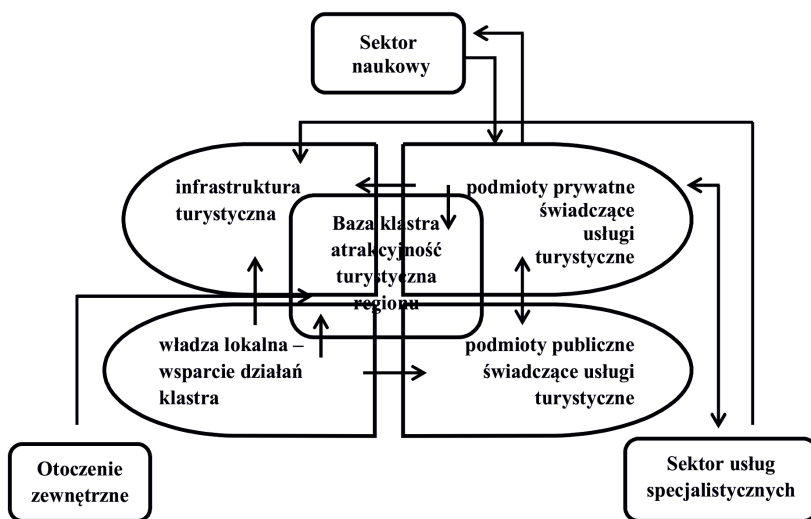 Sektor
naukowy
infrastruktura
turystyczna
podmioty prywatne
świadczące
usługi
turystyczne
Baza klastra
atrakcyjność
turystyczna
regionu
władza lokalna –
wsparcie działań
klastra
podmioty publiczne
świadczące usługi
turystyczne
Otoczenie
zewnętrzne
Sektor usług
specjalistycznych